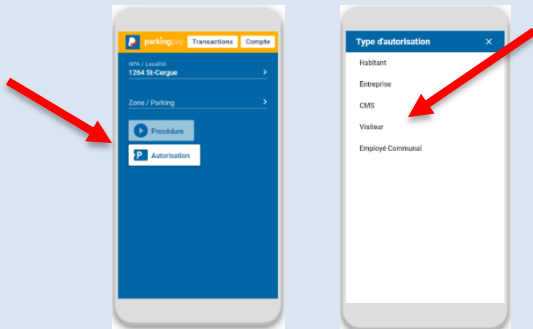 parkingpay Transactions Compte
NPA / Localité
1264 St-Cergue
Zone / Parking
Procédure
P Autorisation
Type d'autorisation
Habitant
Entreprise
CMS
Visiteur
Employé Communal